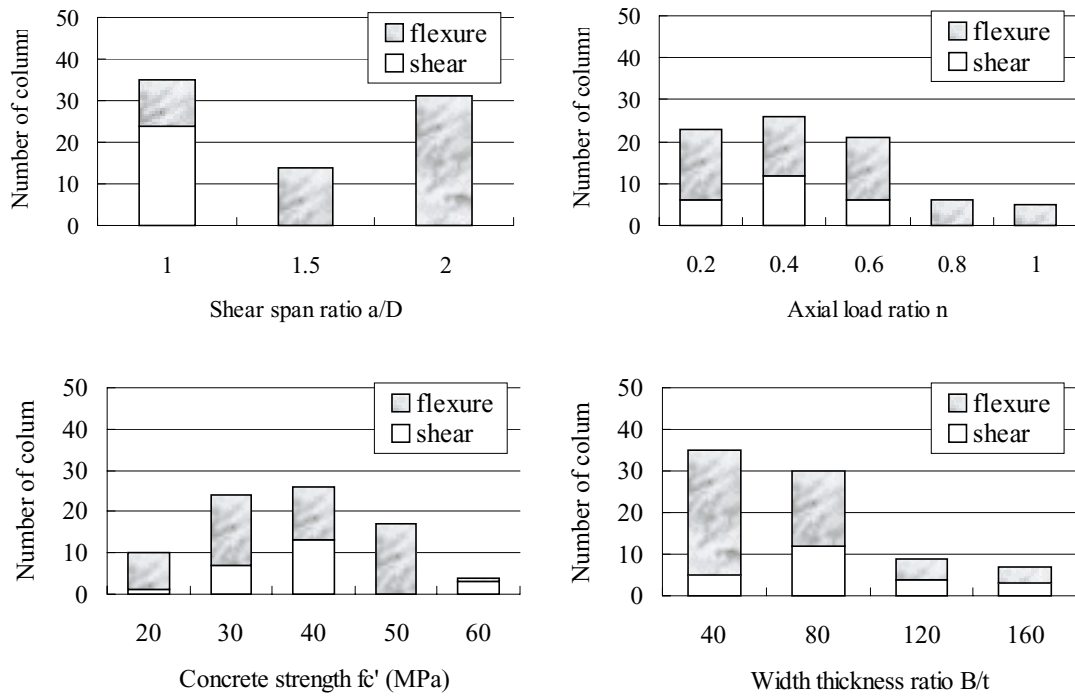 Number of column
50
40
30
20
10
0
flexure
shear
1 1.5 2
Shear span ratio a/D
Number of column
50
40
30
20
10
0
flexure
shear
0.2 0.4 0.6 0.8 1
Axial load ratio n
Number of colum
50
40
30
20
10
0
flexure
shear
20 30 40 50 60
Concrete strength fc' (MPa)
Number of colum
50
40
30
20
10
0
flexure
shear
40 80 120 160
Width thickness ratio B/t